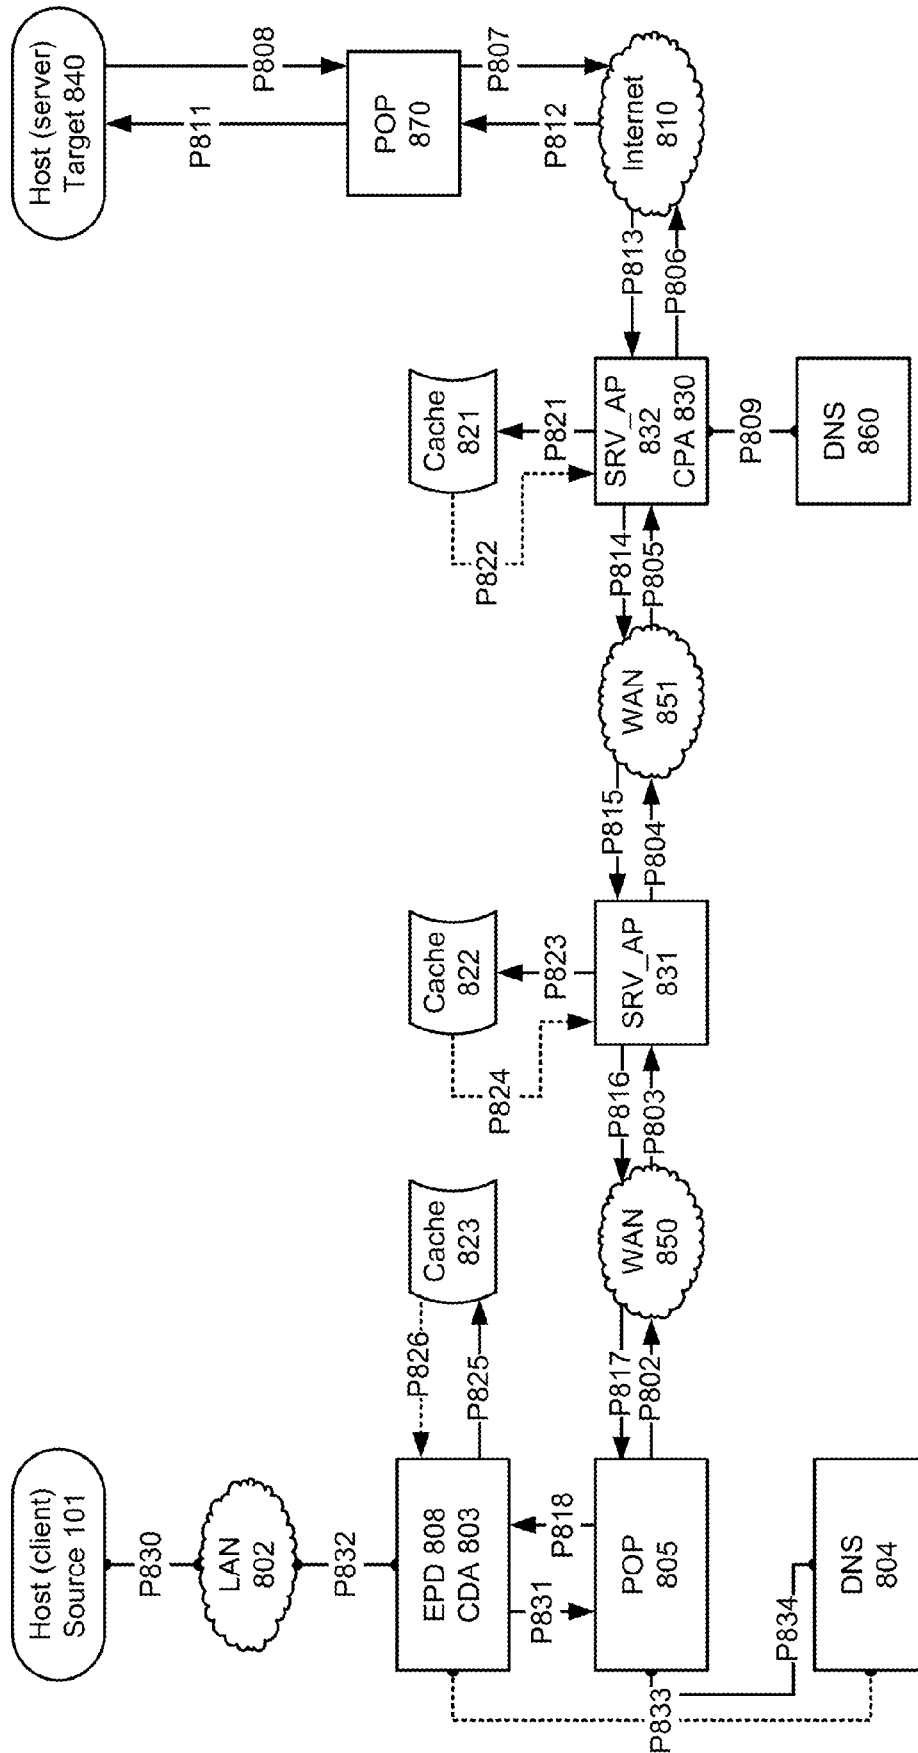 Host (client)
Source 101
P830
LAN
802
P832
EPD 808
CDA 803
P826
P825
Cache
823
P831
P818
POP
805
P833
P834
DNS
804
P817
P802
WAN
850
P816
P803
SRV_AP
831
P823
P824
Cache
822
P815
P804
WAN
851
P814
P805
SRV_AP
832
CPA 830
P821
P822
Cache
821
P809
DNS
860
P813
P806
Internet
810
P812
P807
POP
870
P811
P808
Host (server)
Target 840